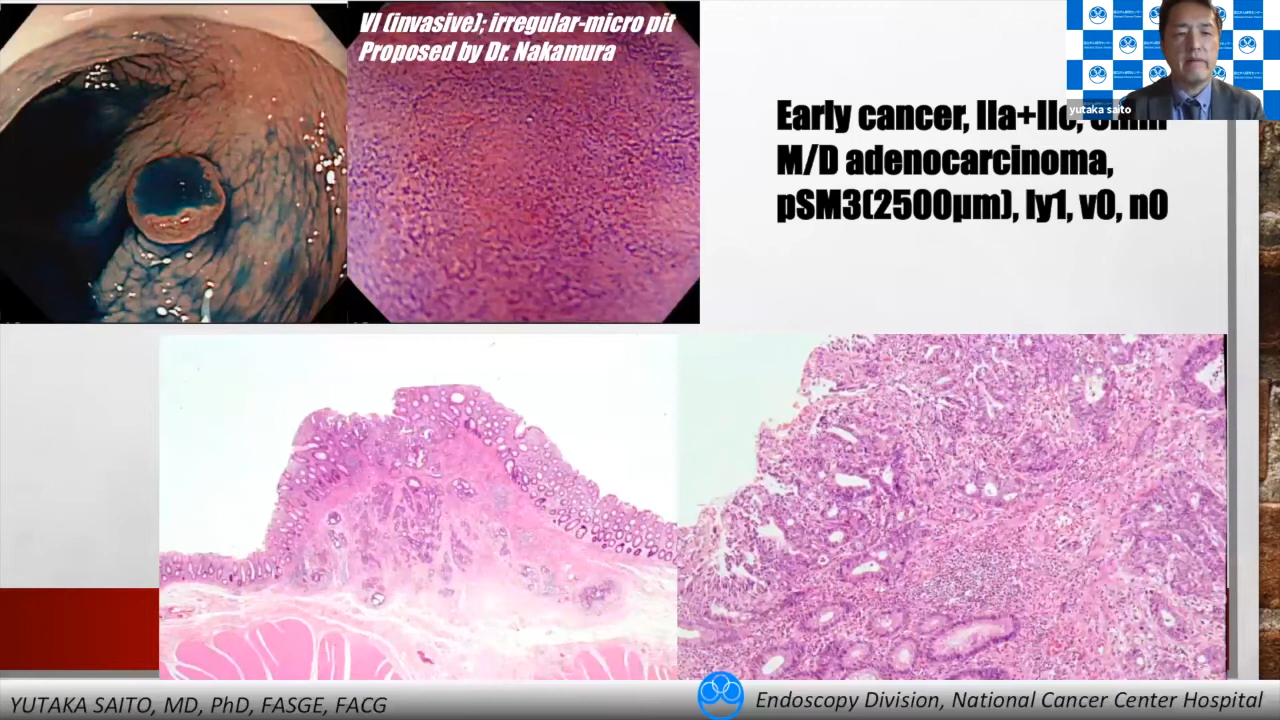 VI (invasive); irregular-micro pit
Proposed by Dr. Nakamura
yutaka saito
Early cancer, IIa+IIc,
M/D adenocarcinoma,
pSM3(2500μm), ly1, v0, n0
YUTAKA SAITO, MD, PhD, FASGE, FACG
Endoscopy Division, National Cancer Center Hospital